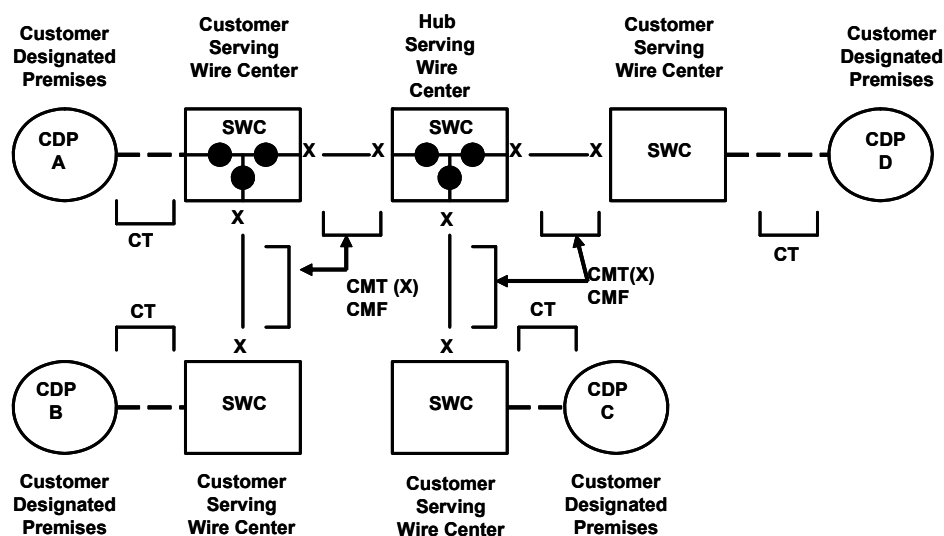 Customer
Designated
Premises
Customer
Serving
Wire Center
Hub
Serving
Wire
Center
Customer
Serving
Wire Center
Customer
Designated
Premises
CDP
A
SWC
X
X
SWC
X
X
SWC
CDP
D
CT
X
X
CT
CMT (X)
CMF
CMT(X)
CMF
CT
CT
X
X
CDP
B
SWC
SWC
CDP
C
Customer
Designated
Premises
Customer
Serving
Wire Center
Customer
Serving
Wire Center
Customer
Designated
Premises